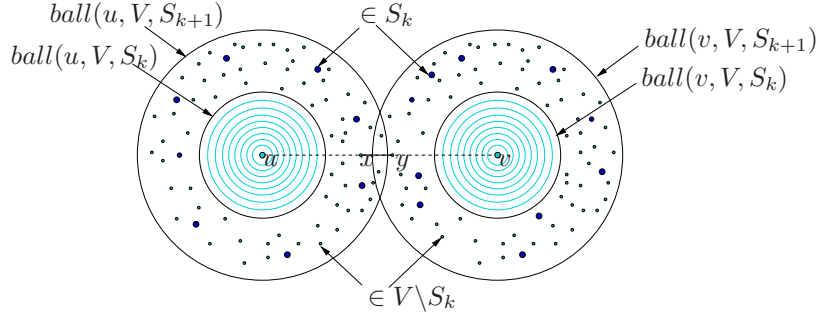 ball(u, V, S_{k+1})
∈ S_k
ball(v, V, S_{k+1})
ball(u, V, S_k)
ball(v, V, S_k)
u x y v
∈ V\S_k